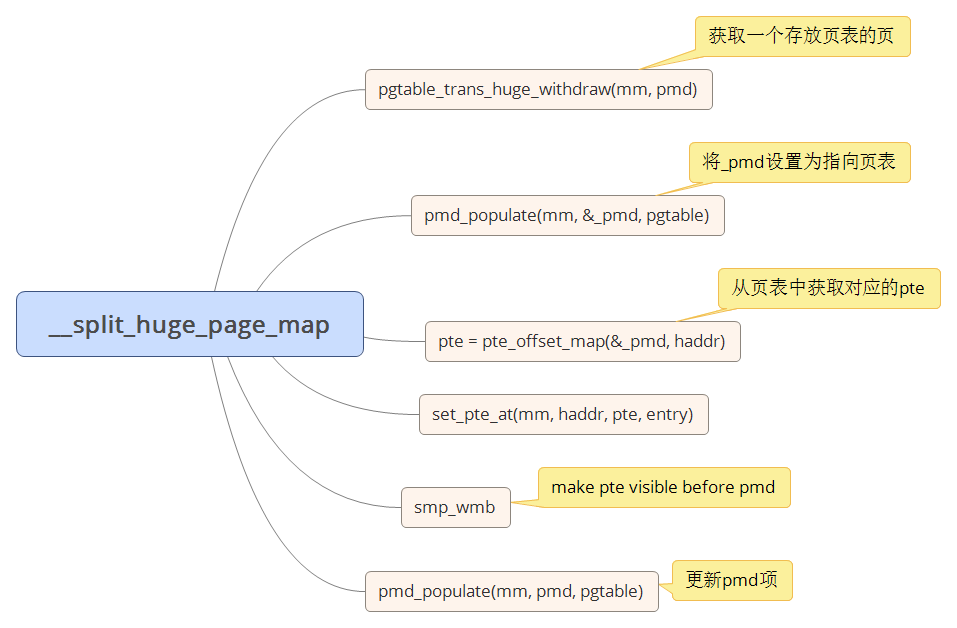 获取一个存放页表的页
pgtable_trans_huge_withdraw(mm, pmd)
将_pmd设置为指向页表
pmd_populate(mm, &_pmd, pgtable)
从页表中获取对应的pte
__split_huge_page_map
pte = pte_offset_map(&_pmd, haddr)
set_pte_at(mm, haddr, pte, entry)
make pte visible before pmd
smp_wmb
更新pmd项
pmd_populate(mm, pmd, pgtable)